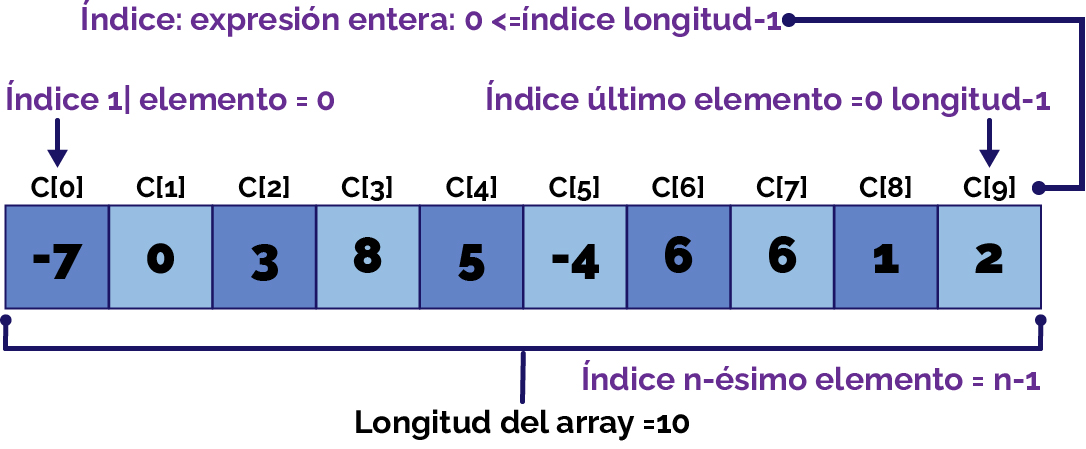 Índice: expresión entera: 0 <=índice longitud-1
Índice 1| elemento = 0
Índice último elemento =0 longitud-1
C[0] C[1] C[2] C[3] C[4] C[5] C[6] C[7] C[8] C[9]
-7 0 3 8 5 -4 6 6 1 2
Índice n-ésimo elemento = n-1
Longitud del array =10